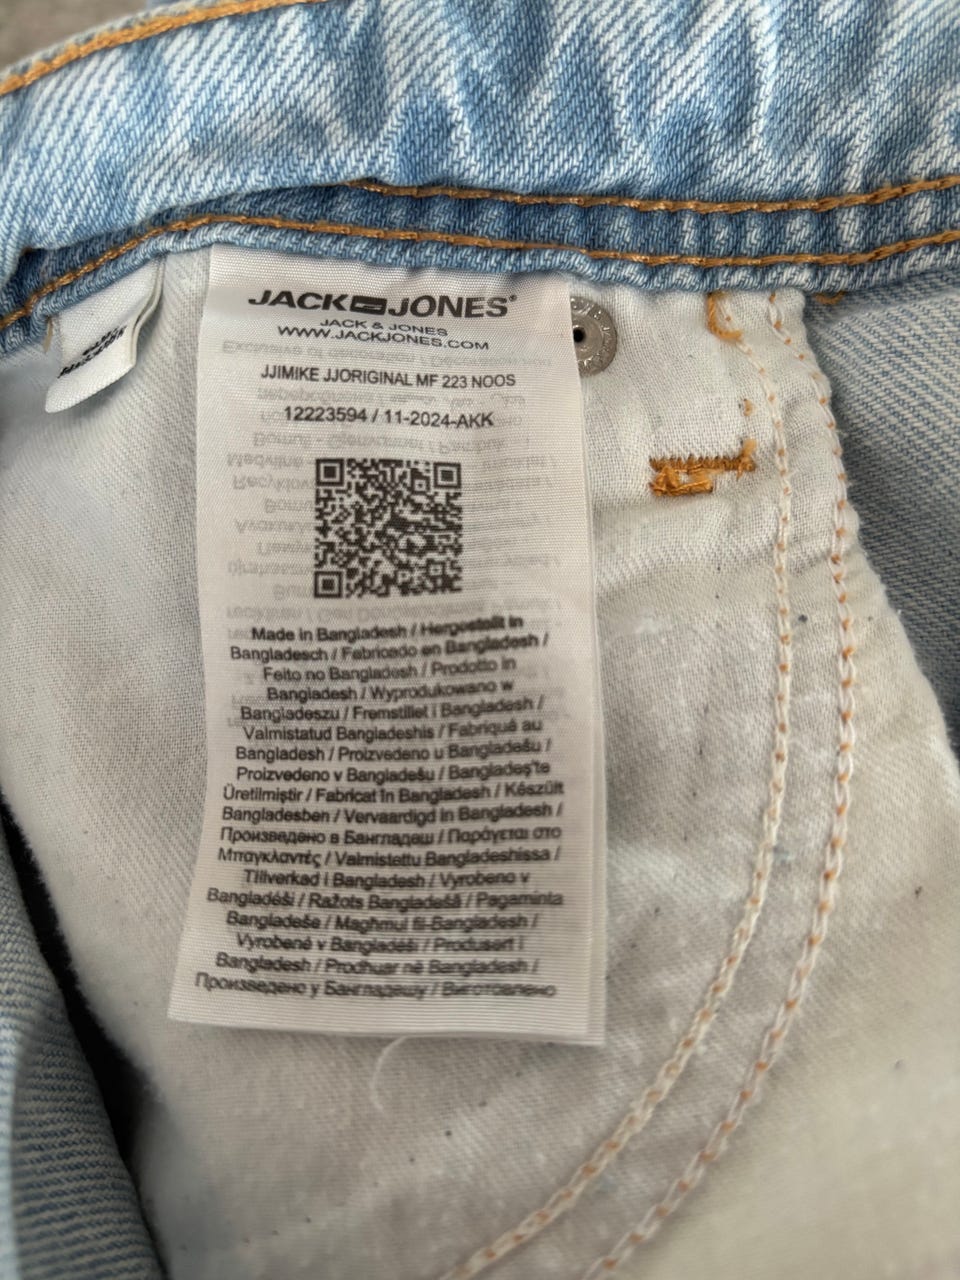 JACK JONES®
JACK & JONES
WWW.JACKJONES.COM
JJIMIKE JJORIGINAL MF 223 NOOS
12223594 / 11-2024-AKK
Made in Bangladesh / Hergestellt in
Bangladesch / Fabricado en Bangladesh /
Feito no Bangladesh / Prodotto in
Bangladesh / Wyprodukowano w
Bangladeszu / Fremstillet i Bangladesh /
Valmistatud Bangladeshis / Fabriqué au
Bangladesh / Proizvedeno u Bangladešu /
Proizvedeno v Bangladešu / Bangladeş'te
Üretilmiştir / Fabricat în Bangladesh / Készült
Bangladesben / Vervaardigd in Bangladesh /
Произведено в Бангладеш / Παράγεται στο
Μπαγκλαντές / Valmistettu Bangladeshissa /
Tillverkad i Bangladesh / Vyrobeno v
Bangladéši / Ražots Bangladešā / Pagaminta
Bangladeše / Magħmul fil-Bangladesh /
Vyrobené v Bangladéši / Produsert i
Bangladesh / Prodhuar në Bangladesh /
Произведено у Бангладешу / Виготовлено